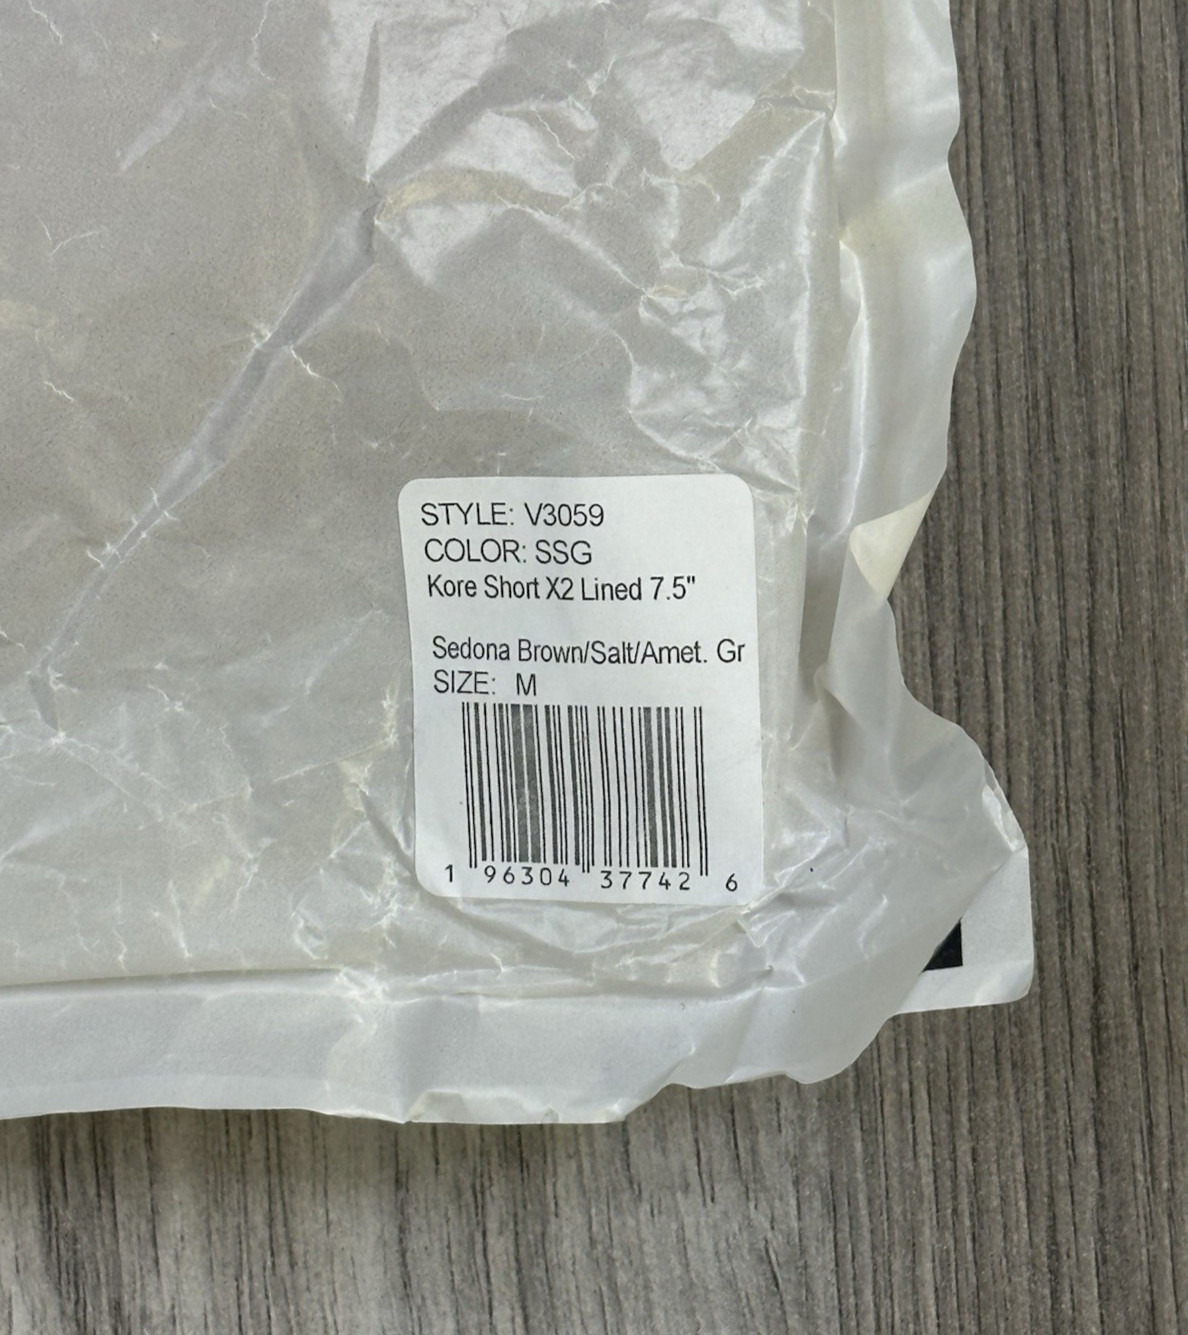 STYLE: V3059
COLOR: SSG
Kore Short X2 Lined 7.5"
Sedona Brown/Salt/Amet. Gr
SIZE: M
1 96304 37742 6